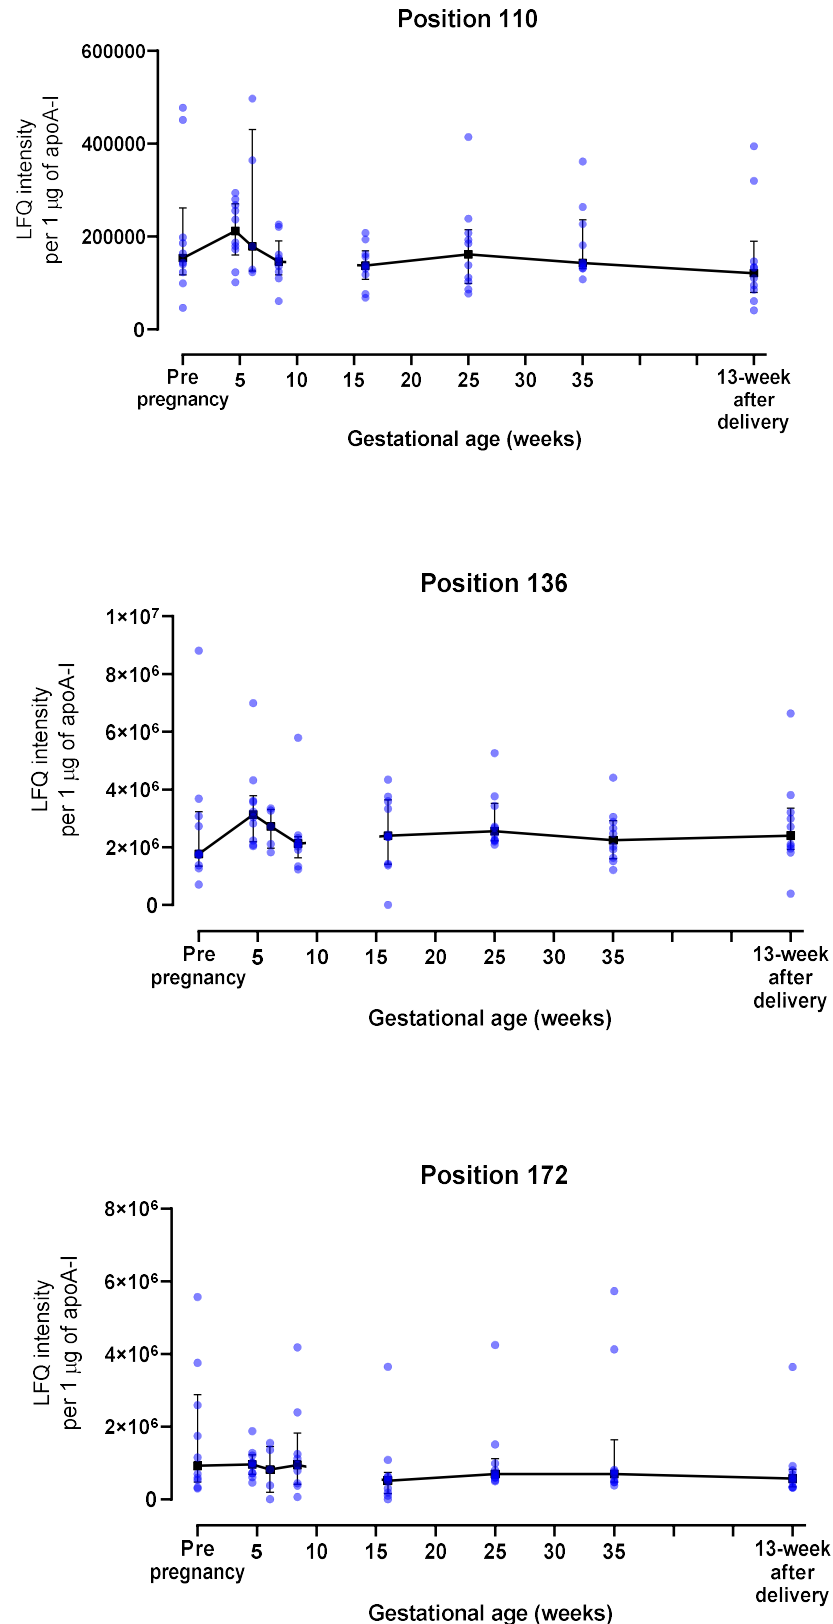 Position 110
LFQ intensity
per 1 μg of apoA-I
600000
400000
200000
0
Pre
pregnancy
5
10
15
20
25
30
35
13-week
after
delivery
Gestational age (weeks)
Position 136
LFQ intensity
per 1 μg of apoA-I
1×10⁷
8×10⁶
6×10⁶
4×10⁶
2×10⁶
0
Pre
pregnancy
5
10
15
20
25
30
35
13-week
after
delivery
Gestational age (weeks)
Position 172
LFQ intensity
per 1 μg of apoA-I
8×10⁶
6×10⁶
4×10⁶
2×10⁶
0
Pre
pregnancy
5
10
15
20
25
30
35
13-week
after
delivery
Gestational age (weeks)